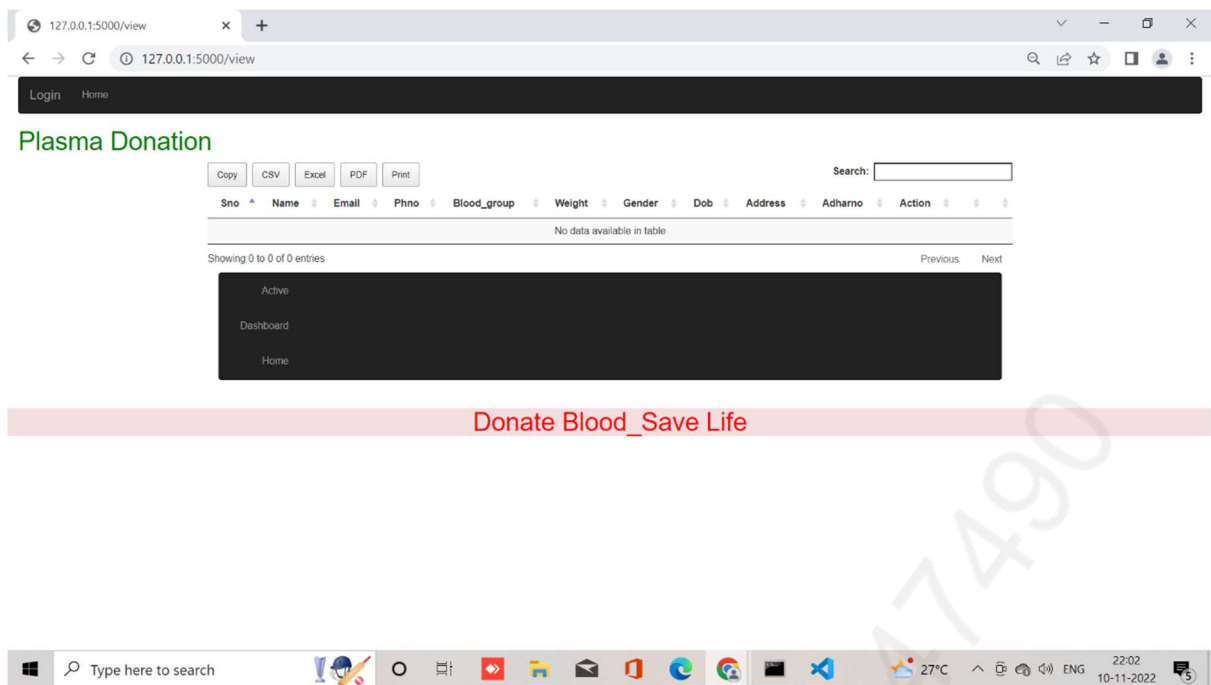 127.0.0.1:5000/view
127.0.0.1:5000/view
Login Home
Plasma Donation
Copy CSV Excel PDF Print Search:
Sno Name Email Phno Blood_group Weight Gender Dob Address Adharno Action
No data available in table
Showing 0 to 0 of 0 entries Previous Next
Active
Dashboard
Home
Donate Blood_Save Life
47490
Type here to search 27°C ENG 22:02
10-11-2022 5